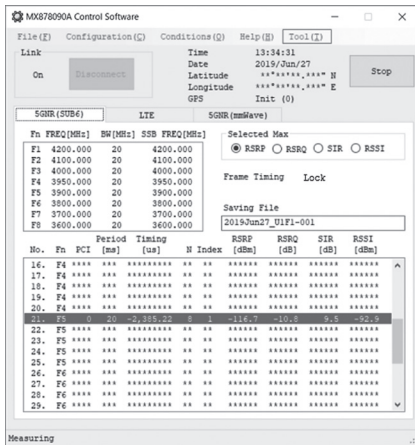 MX878090A Control Software
File(F) Configuration(C) Conditions(O) Help(H) Tool(I)
Link
On Disconnect
Time 13:34:31
Date 2019/Jun/27
Latitude **°**'**.***" N
Longitude ***°**'**.***" E
GPS Init (0)
Stop
5GNR(SUB6) LTE 5GNR(mmWave)
Fn FREQ[MHz] BW[MHz] SSB FREQ[MHz]
F1 4200.000 20 4200.000
F2 4100.000 20 4100.000
F3 4000.000 20 4000.000
F4 3950.000 20 3950.000
F5 3900.000 20 3900.000
F6 3800.000 20 3800.000
F7 3700.000 20 3700.000
F8 3600.000 20 3600.000
Selected Max
RSRP RSRQ SIR RSSI
Frame Timing Lock
Saving File
2019Jun27_U1F1-001
Period Timing RSRP RSRQ SIR RSSI
No. Fn PCI [ms] [us] N Index [dBm] [dB] [dB] [dBm]
16. F4 **** *** ********* ** ** ****** ****** ****** ******
17. F4 **** *** ********* ** ** ****** ****** ****** ******
18. F4 **** *** ********* ** ** ****** ****** ****** ******
19. F4 **** *** ********* ** ** ****** ****** ****** ******
20. F4 **** *** ********* ** ** ****** ****** ****** ******
21. F5 0 20 -2,385.22 8 1 -116.7 -10.8 9.5 -92.9
22. F5 **** *** ********* ** ** ****** ****** ****** ******
23. F5 **** *** ********* ** ** ****** ****** ****** ******
24. F5 **** *** ********* ** ** ****** ****** ****** ******
25. F5 **** *** ********* ** ** ****** ****** ****** ******
26. F6 **** *** ********* ** ** ****** ****** ****** ******
27. F6 **** *** ********* ** ** ****** ****** ****** ******
28. F6 **** *** ********* ** ** ****** ****** ****** ******
29. F6 **** *** ********* ** ** ****** ****** ****** ******
Measuring